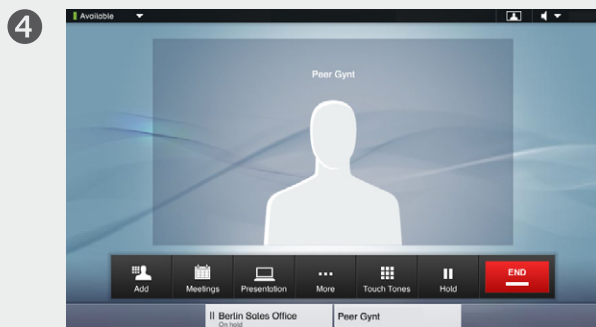 4
Available
Peer Gynt
Add Meetings Presentation More Touch Tones Hold END
Berlin Sales Office Peer Gynt
On hold